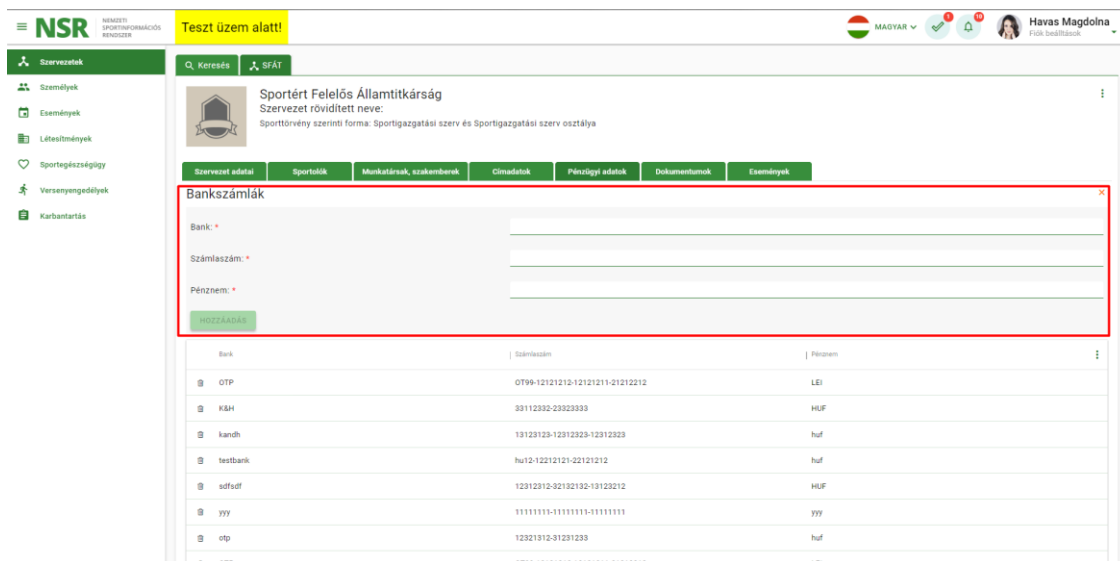 NSR
NEMZETI
SPORTINFORMÁCIÓS
RENDSZER
Teszt üzem alatt!
MAGYAR
1
10
Havas Magdolna
Fiók beállítások
Szervezetek
Személyek
Események
Létesítmények
Sportegészségügy
Versenyengedélyek
Karbantartás
Keresés
SFÁT
Sportért Felelős Államtitkárság
Szervezet rövidített neve:
Sporttörvény szerinti forma: Sportigazgatási szerv és Sportigazgatási szerv osztálya
Szervezet adatai Sportolók Munkatársak, szakemberek Címadatok Pénzügyi adatok Dokumentumok Események
Bankszámlák
Bank: *
Számlaszám: *
Pénznem: *
HOZZÁADÁS
Bank Számlaszám Pénznem
OTP OT99-12121212-12121211-21212212 LEI
K&H 33112332-23323333 HUF
kandh 13123123-12312323-12312323 huf
testbank hu12-12212121-22121212 huf
sdfsdf 12312312-32132132-13123212 HUF
yyy 11111111-11111111-11111111 yyy
otp 12321312-31231233 huf